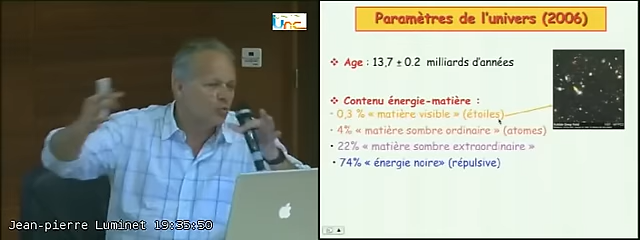 Unc
Jean-pierre Luminet 19:35:50
Paramètres de l'univers (2006)
❖ Age : 13,7 ± 0.2 milliards d'années
❖ Contenu énergie-matière :
• 0,3 % « matière visible » (étoiles)
• 4% « matière sombre ordinaire » (atomes)
• 22% « matière sombre extraordinaire »
• 74% « énergie noire» (répulsive)